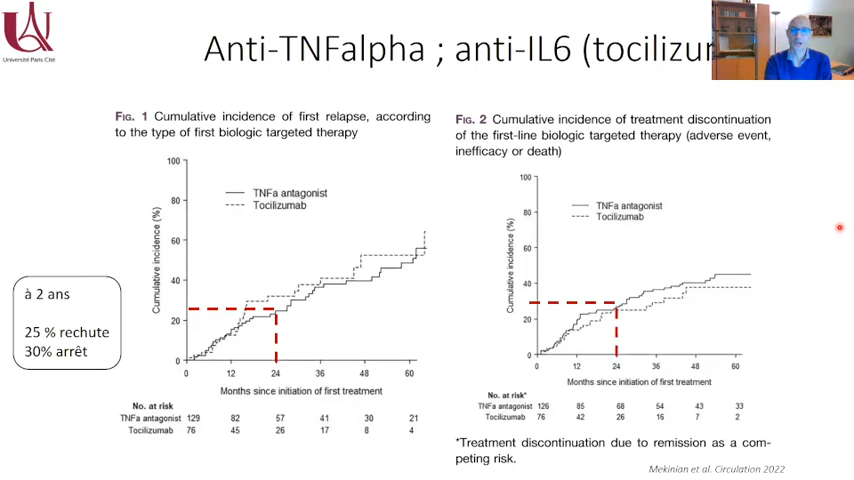 Université Paris Cité
Anti-TNFalpha ; anti-IL6 (tocilizum
FIG. 1 Cumulative incidence of first relapse, according
to the type of first biologic targeted therapy
100
80
60
40
20
0
Cumulative incidence (%)
TNFa antagonist
Tocilizumab
0 12 24 36 48 60
Months since initiation of first treatment
No. at risk
TNFa antagonist 129 82 57 41 30 21
Tocilizumab 76 45 26 17 8 4
à 2 ans
25 % rechute
30% arrêt
FIG. 2 Cumulative incidence of treatment discontinuation
of the first-line biologic targeted therapy (adverse event,
inefficacy or death)
100
80
60
40
20
0
Cumulative incidence (%)
TNFa antagonist
Tocilizumab
0 12 24 36 48 60
Months since initiation of first treatment
No. at risk*
TNFa antagonist 126 85 68 54 43 33
Tocilizumab 76 42 26 16 7 2
*Treatment discontinuation due to remission as a com-
peting risk.
Mekinian et al. Circulation 2022